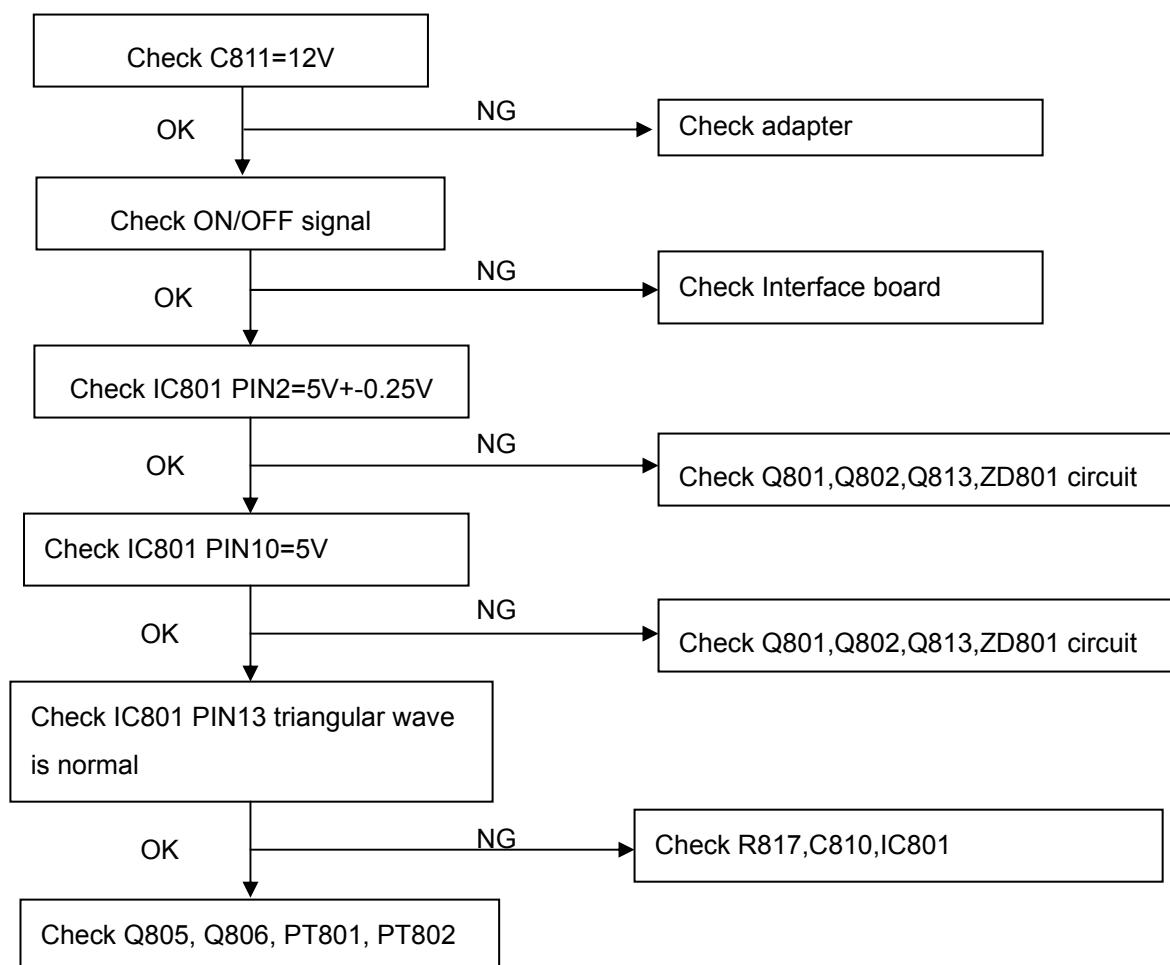 Check C811=12V
NG
OK
Check adapter
Check ON/OFF signal
NG
OK
Check Interface board
Check IC801 PIN2=5V+-0.25V
NG
OK
Check Q801,Q802,Q813,ZD801 circuit
Check IC801 PIN10=5V
NG
OK
Check Q801,Q802,Q813,ZD801 circuit
Check IC801 PIN13 triangular wave
is normal
NG
OK
Check R817,C810,IC801
Check Q805, Q806, PT801, PT802